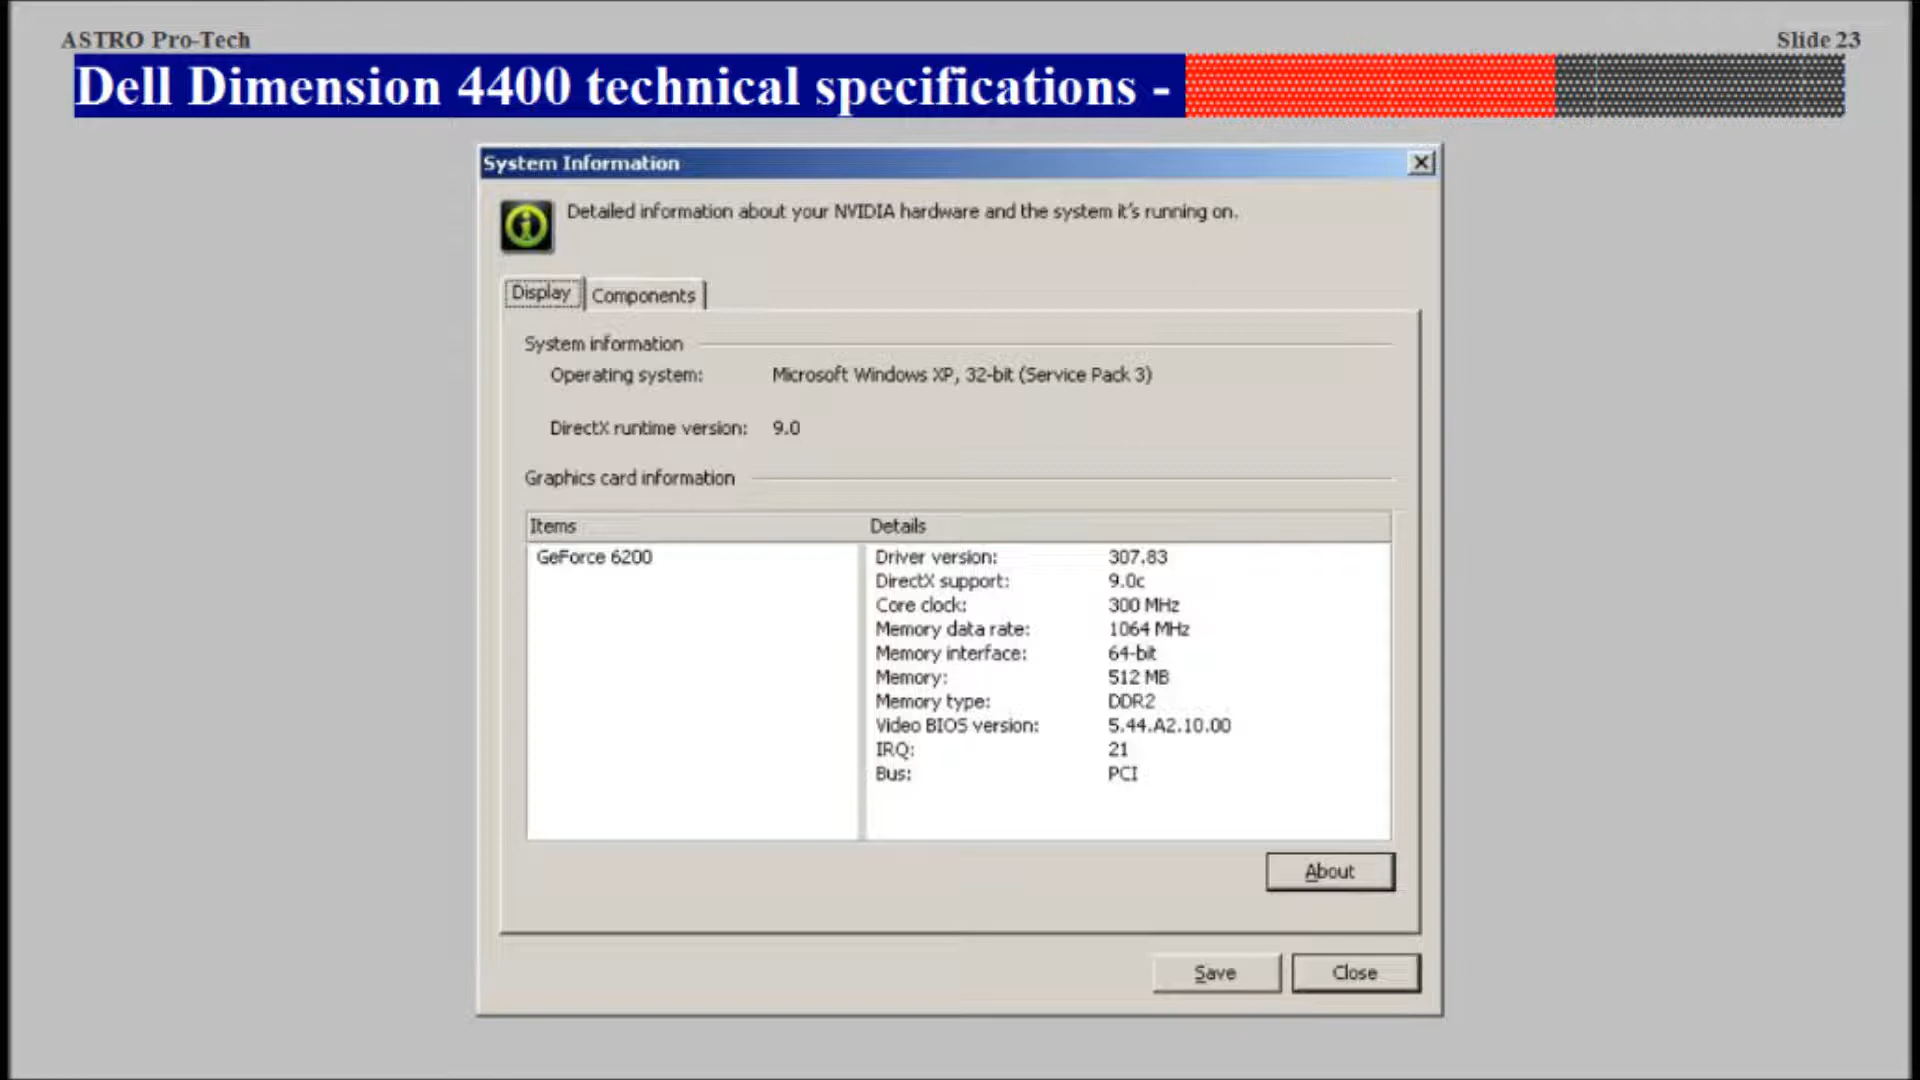 ASTRO Pro-Tech
Slide 23
Dell Dimension 4400 technical specifications -
System Information
Detailed information about your NVIDIA hardware and the system it's running on.
Display
Components
System information
Operating system: Microsoft Windows XP, 32-bit (Service Pack 3)
DirectX runtime version: 9.0
Graphics card information
Items Details
GeForce 6200 Driver version: 307.83
DirectX support: 9.0c
Core clock: 300 MHz
Memory data rate: 1064 MHz
Memory interface: 64-bit
Memory: 512 MB
Memory type: DDR2
Video BIOS version: 5.44.A2.10.00
IRQ: 21
Bus: PCI
About
Save Close